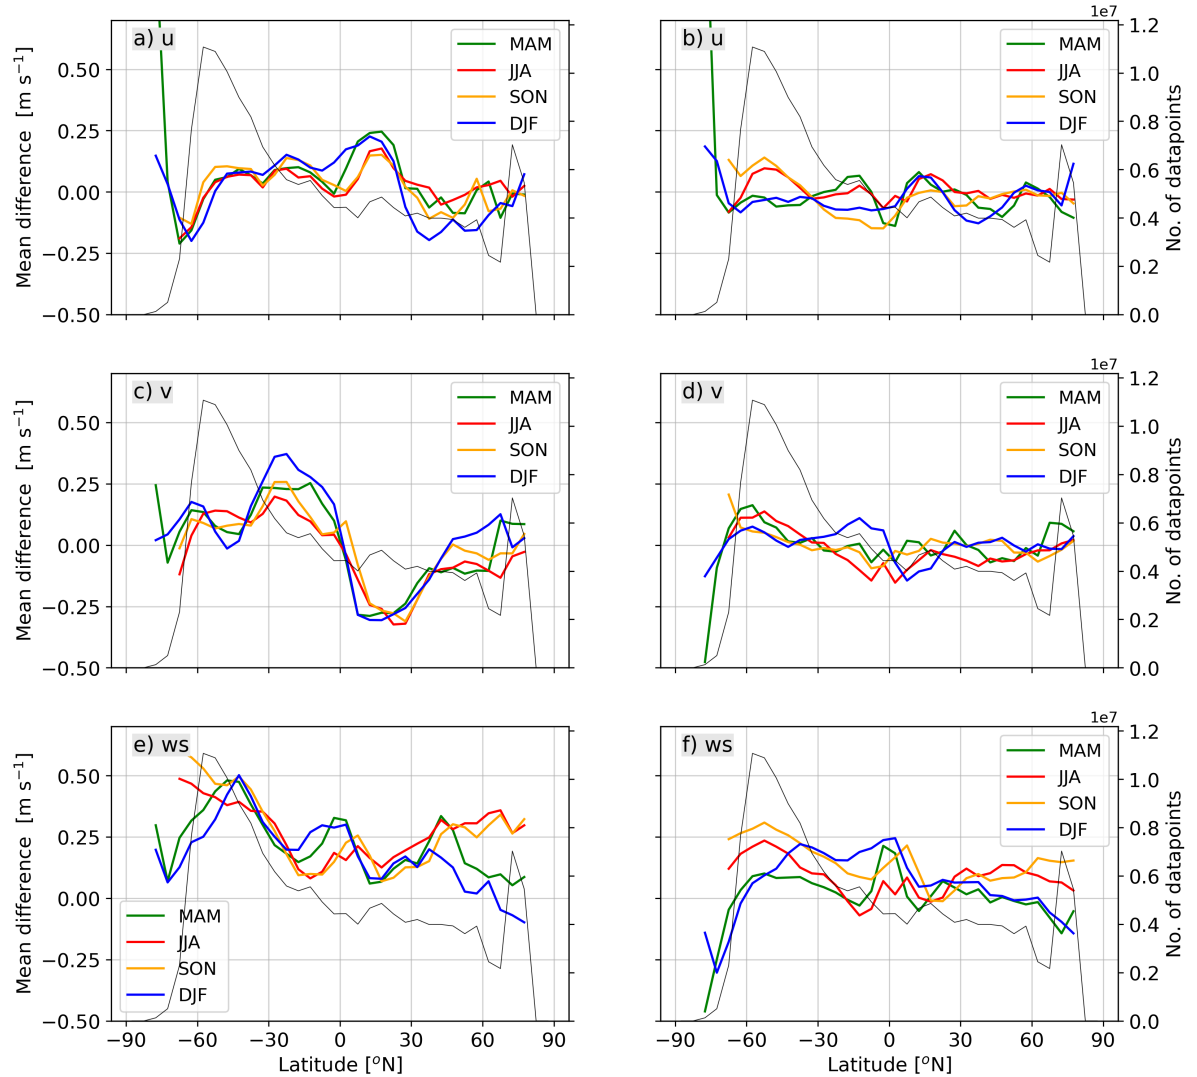 1e7
a) u
MAM
JJA
SON
DJF
b) u
MAM
JJA
SON
DJF
Mean difference [m s⁻¹]
0.50
0.25
0.00
−0.25
−0.50
1.2
1.0
0.8
0.6
0.4
0.2
0.0
No. of datapoints
1e7
c) v
MAM
JJA
SON
DJF
d) v
MAM
JJA
SON
DJF
Mean difference [m s⁻¹]
0.50
0.25
0.00
−0.25
−0.50
1.2
1.0
0.8
0.6
0.4
0.2
0.0
No. of datapoints
1e7
e) ws
MAM
JJA
SON
DJF
f) ws
MAM
JJA
SON
DJF
Mean difference [m s⁻¹]
0.50
0.25
0.00
−0.25
−0.50
1.2
1.0
0.8
0.6
0.4
0.2
0.0
No. of datapoints
−90 −60 −30 0 30 60 90
−90 −60 −30 0 30 60 90
Latitude [°N]
Latitude [°N]